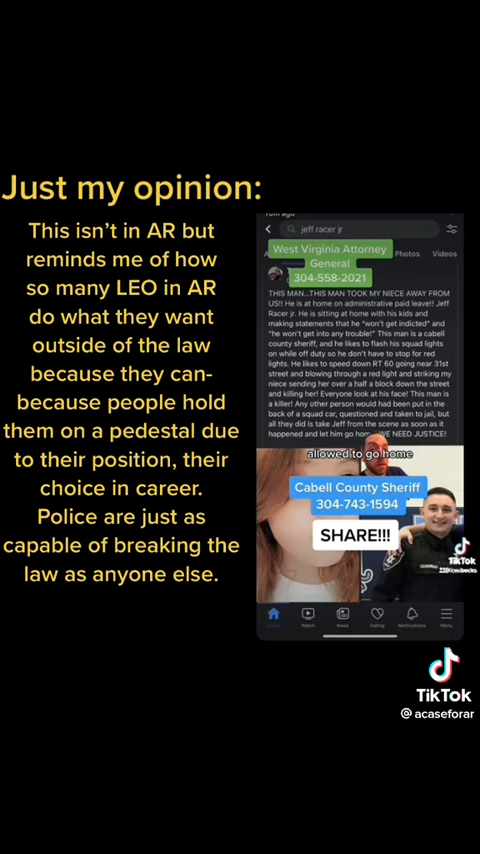 Just my opinion:
This isn't in AR but
reminds me of how
so many LEO in AR
do what they want
outside of the law
because they can-
because people hold
them on a pedestal due
to their position, their
choice in career.
Police are just as
capable of breaking the
law as anyone else.
ago
jeff racer jr
West Virginia Attorney
General
304-558-2021
Photos
Videos
THIS MAN...THIS MAN TOOK MY NIECE AWAY FROM
US!! He is at home on administrative paid leave!! Jeff
Racer jr. He is sitting at home with his kids and
making statements that he "won't get indicted" and
"he won't get into any troble!" This man is a cabell
county sheriff, and he likes to flash his squad lights
on while off duty so he don't have to stop for red
lights. He likes to speed down RT 60 going near 31st
street and blowing through a red light and striking my
niece sending her over a half a block down the street
and killing her! Everyone look at his face! This man is
a killer! Any other person would had been put in the
back of a squad car, questioned and taken to jail, but
all they did is take Jeff from the scene as soon as it
happened and let him go home WE NEED JUSTICE!
allowed to go home
Cabell County Sheriff
304-743-1594
SHARE!!!
TikTok
Watch
News
Dating
Notifications
Menu
TikTok
@acaseforar